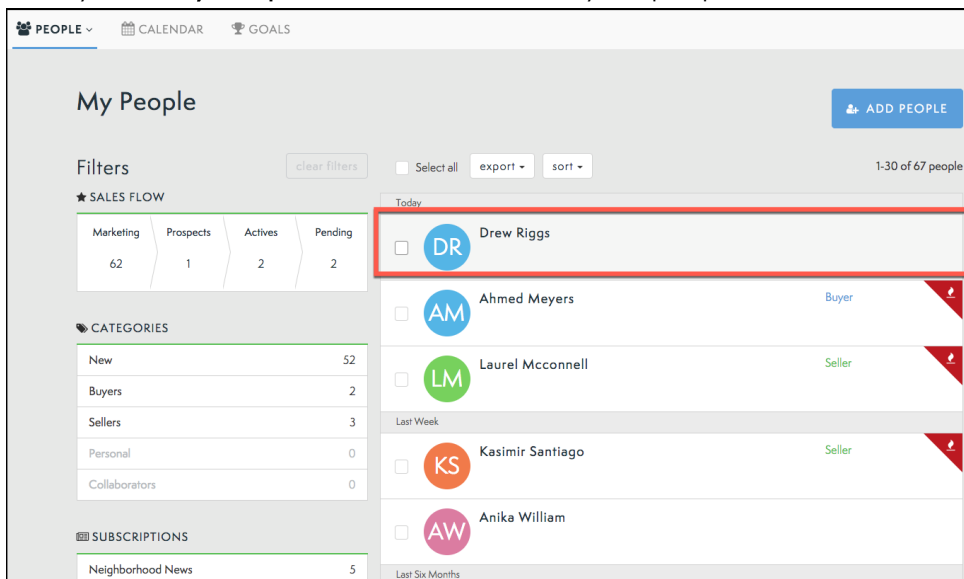 PEOPLE CALENDAR GOALS
My People
ADD PEOPLE
Filters clear filters Select all export sort 1-30 of 67 people
SALES FLOW
Marketing Prospects Actives Pending
62 1 2 2
CATEGORIES
New 52
Buyers 2
Sellers 3
Personal 0
Collaborators 0
SUBSCRIPTIONS
Neighborhood News 5
Today
DR Drew Riggs
AM Ahmed Meyers Buyer
LM Laurel Mcconnell Seller
Last Week
KS Kasimir Santiago Seller
AW Anika William
Last Six Months